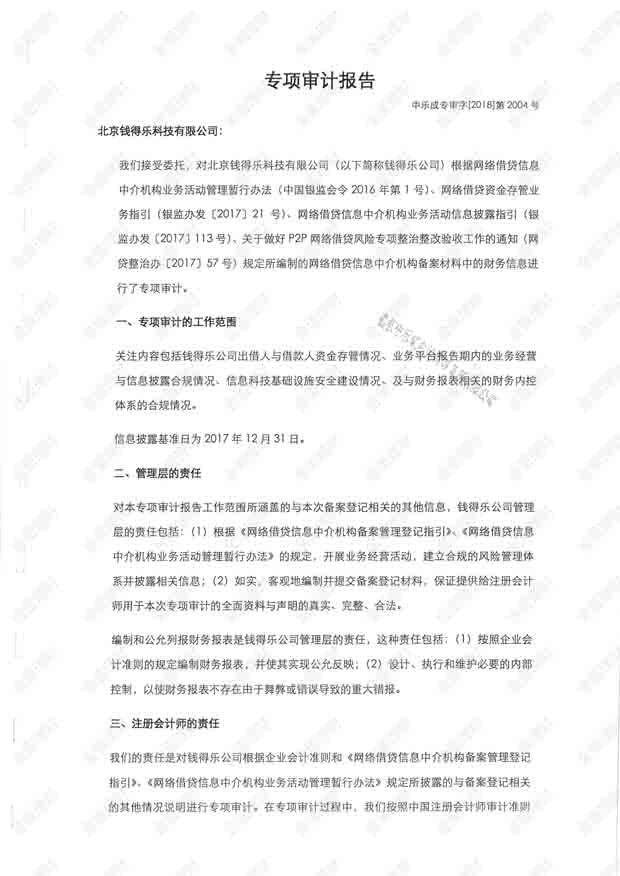 专项审计报告
中乐成专审字[2018]第 2004 号
北京钱得乐科技有限公司：
我们接受委托，对北京钱得乐科技有限公司（以下简称钱得乐公司）根据网络借贷信息
中介机构业务活动管理暂行办法（中国银监会令 2016 年第 1 号）、网络借贷资金存管业
务指引（银监办发〔2017〕21 号）、网络借贷信息中介机构业务活动信息披露指引（银
监办发〔2017〕113 号）、关于做好 P2P 网络借贷风险专项整治整改验收工作的通知（网
贷整治办〔2017〕57 号）规定所编制的网络借贷信息中介机构备案材料中的财务信息进
行了专项审计。
一、专项审计的工作范围
关注内容包括钱得乐公司出借人与借款人资金存管情况、业务平台报告期内的业务经营
与信息披露合规情况、信息科技基础设施安全建设情况、及与财务报表相关的财务内控
体系的合规情况。
信息披露基准日为 2017 年 12 月 31 日。
二、管理层的责任
对本专项审计报告工作范围所涵盖的与本次备案登记相关的其他信息，钱得乐公司管理
层的责任包括：（1）根据《网络借贷信息中介机构备案管理登记指引》、《网络借贷信息
中介机构业务活动管理暂行办法》的规定，开展业务经营活动，建立合规的风险管理体
系并披露相关信息；（2）如实、客观地编制并提交备案登记材料，保证提供给注册会计
师用于本次专项审计的全面资料与声明的真实、完整、合法。
编制和公允列报财务报表是钱得乐公司管理层的责任，这种责任包括：（1）按照企业会
计准则的规定编制财务报表，并使其实现公允反映；（2）设计、执行和维护必要的内部
控制，以使财务报表不存在由于舞弊或错误导致的重大错报。
三、注册会计师的责任
我们的责任是对钱得乐公司根据企业会计准则和《网络借贷信息中介机构备案管理登记
指引》、《网络借贷信息中介机构业务活动管理暂行办法》规定所披露的与备案登记相关
的其他情况说明进行专项审计。在专项审计过程中，我们按照中国注册会计师审计准则